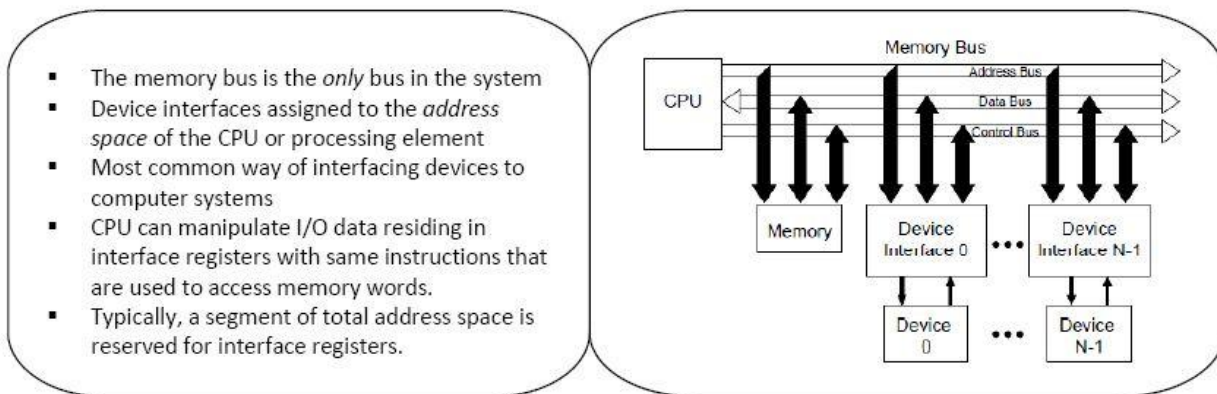 ▪ The memory bus is the only bus in the system
▪ Device interfaces assigned to the address
space of the CPU or processing element
▪ Most common way of interfacing devices to
computer systems
▪ CPU can manipulate I/O data residing in
interface registers with same instructions that
are used to access memory words.
▪ Typically, a segment of total address space is
reserved for interface registers.
Memory Bus
Address Bus
CPU
Data Bus
Control Bus
Memory
Device
Interface 0
•••
Device
Interface N-1
Device
0
•••
Device
N-1